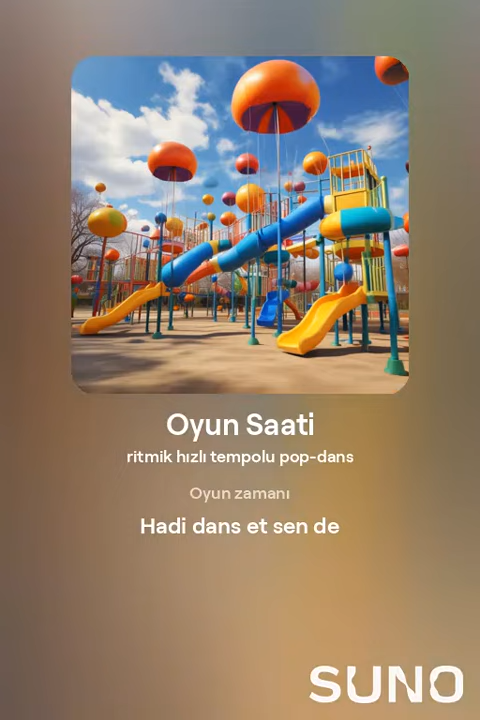 Oyun Saati
ritmik hızlı tempolu pop-dans
Oyun zamanı
Hadi dans et sen de
SUNO